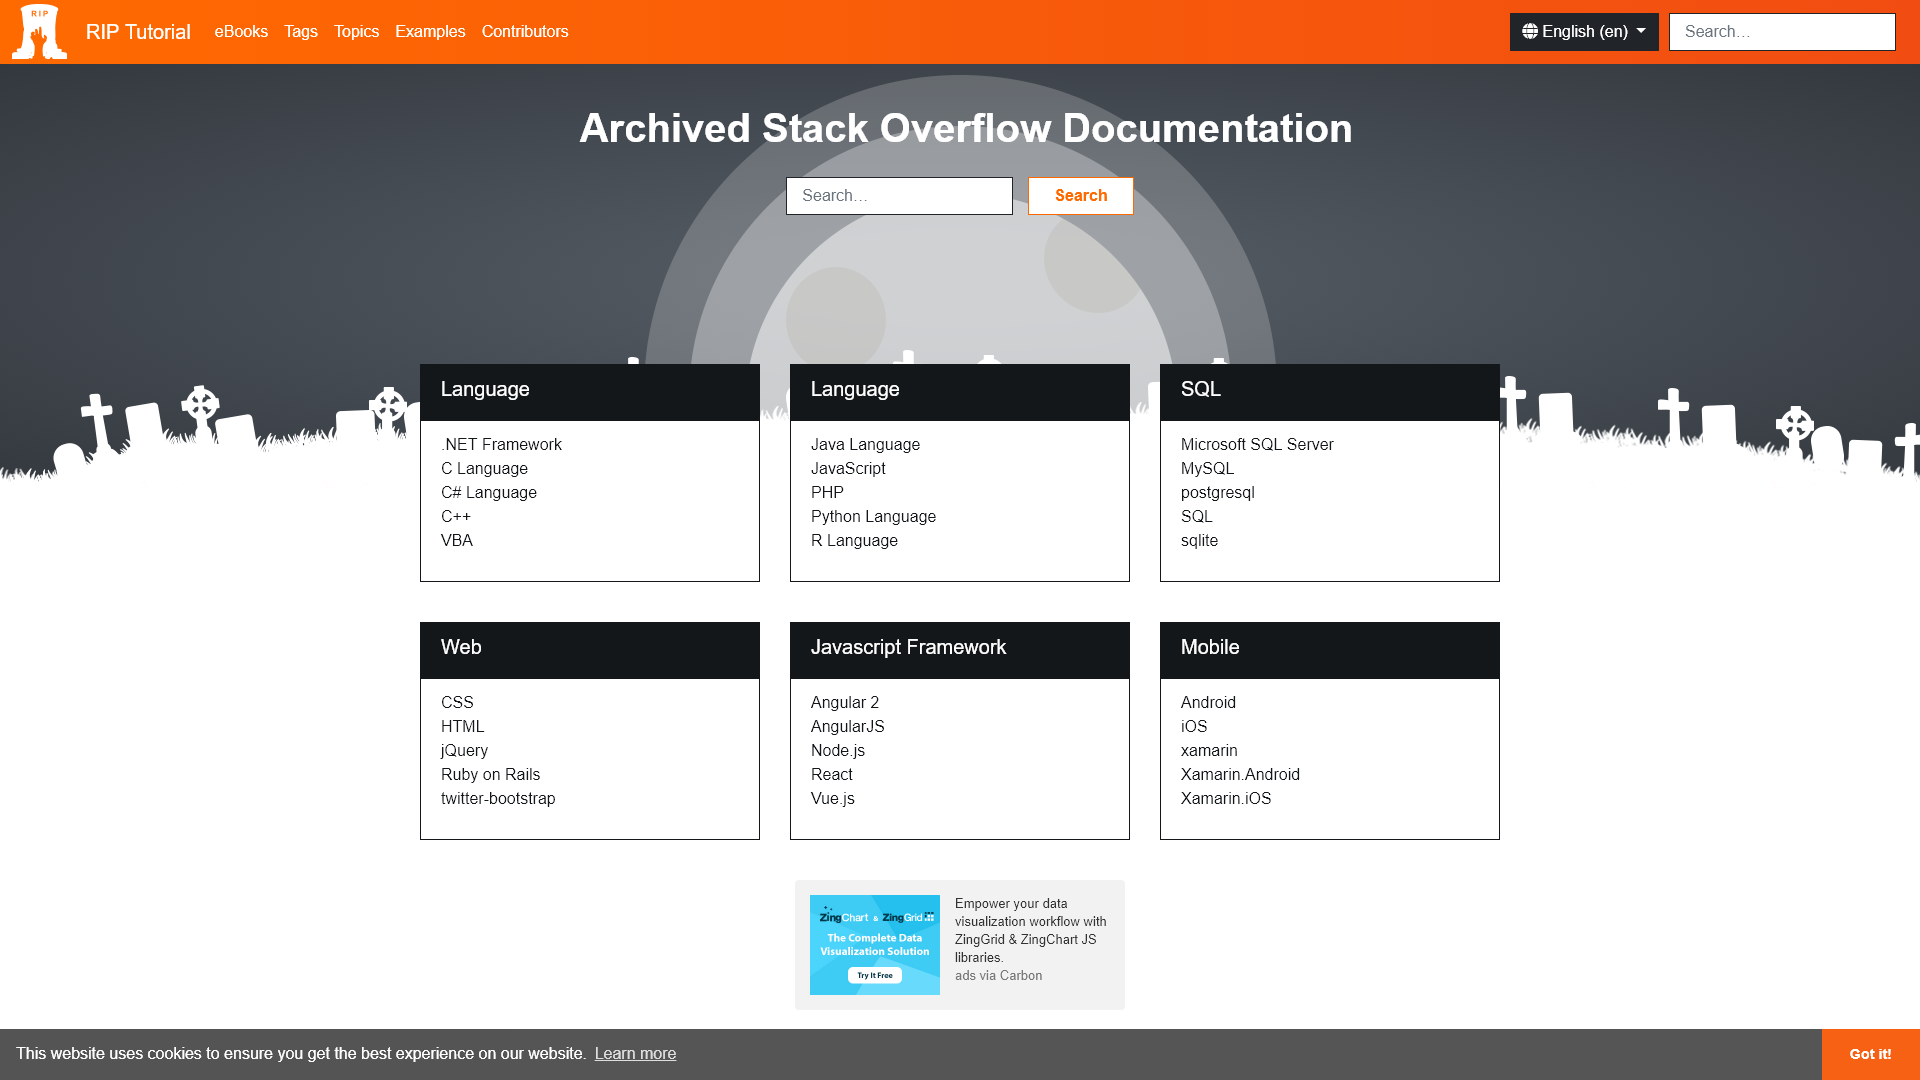 RIP
RIP Tutorial eBooks Tags Topics Examples Contributors English (en) Search...
Archived Stack Overflow Documentation
Search... Search
Language
.NET Framework
C Language
C# Language
C++
VBA
Language
Java Language
JavaScript
PHP
Python Language
R Language
SQL
Microsoft SQL Server
MySQL
postgresql
SQL
sqlite
Web
CSS
HTML
jQuery
Ruby on Rails
twitter-bootstrap
Javascript Framework
Angular 2
AngularJS
Node.js
React
Vue.js
Mobile
Android
iOS
xamarin
Xamarin.Android
Xamarin.iOS
ZingChart & ZingGrid
The Complete Data
Visualization Solution
Try It Free
Empower your data
visualization workflow with
ZingGrid & ZingChart JS
libraries.
ads via Carbon
This website uses cookies to ensure you get the best experience on our website. Learn more Got it!